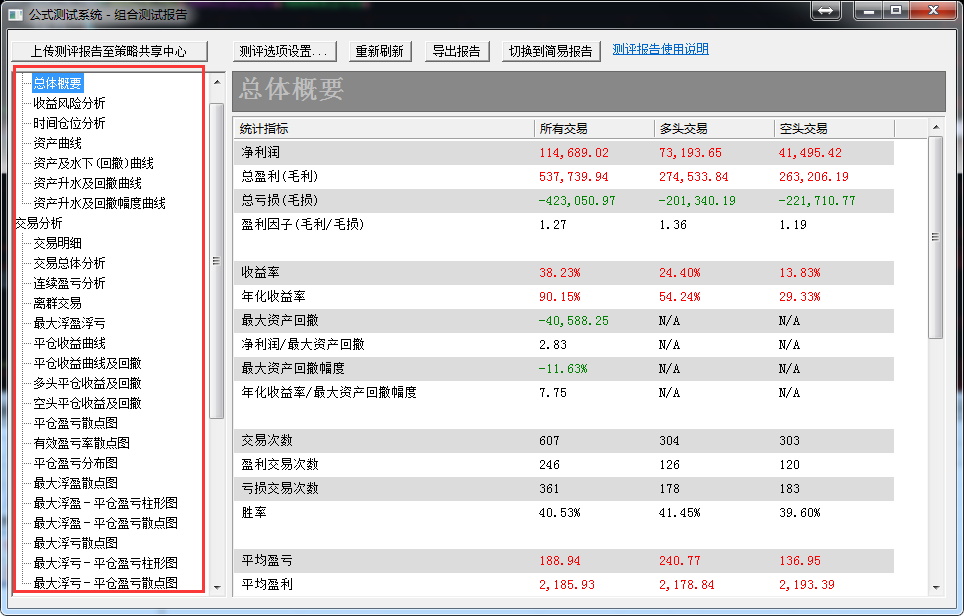 公式测试系统 - 组合测试报告
上传测评报告至策略共享中心 测评选项设置... 重新刷新 导出报告 切换到简易报告 测评报告使用说明
总体概要
收益风险分析
时间仓位分析
资产曲线
资产及水下(回撤)曲线
资产升水及回撤曲线
资产升水及回撤幅度曲线
交易分析
交易明细
交易总体分析
连续盈亏分析
离群交易
最大浮盈浮亏
平仓收益曲线
平仓收益曲线及回撤
多头平仓收益及回撤
空头平仓收益及回撤
平仓盈亏散点图
有效盈亏率散点图
平仓盈亏分布图
最大浮盈散点图
最大浮盈-平仓盈亏柱形图
最大浮盈-平仓盈亏散点图
最大浮亏散点图
最大浮亏-平仓盈亏柱形图
最大浮亏-平仓盈亏散点图
总体概要
统计指标 所有交易 多头交易 空头交易
净利润 114,689.02 73,193.65 41,495.42
总盈利(毛利) 537,739.94 274,533.84 263,206.19
总亏损(毛损) -423,050.97 -201,340.19 -221,710.77
盈利因子(毛利/毛损) 1.27 1.36 1.19
收益率 38.23% 24.40% 13.83%
年化收益率 90.15% 54.24% 29.33%
最大资产回撤 -40,588.25 N/A N/A
净利润/最大资产回撤 2.83 N/A N/A
最大资产回撤幅度 -11.63% N/A N/A
年化收益率/最大资产回撤幅度 7.75 N/A N/A
交易次数 607 304 303
盈利交易次数 246 126 120
亏损交易次数 361 178 183
胜率 40.53% 41.45% 39.60%
平均盈亏 188.94 240.77 136.95
平均盈利 2,185.93 2,178.84 2,193.39